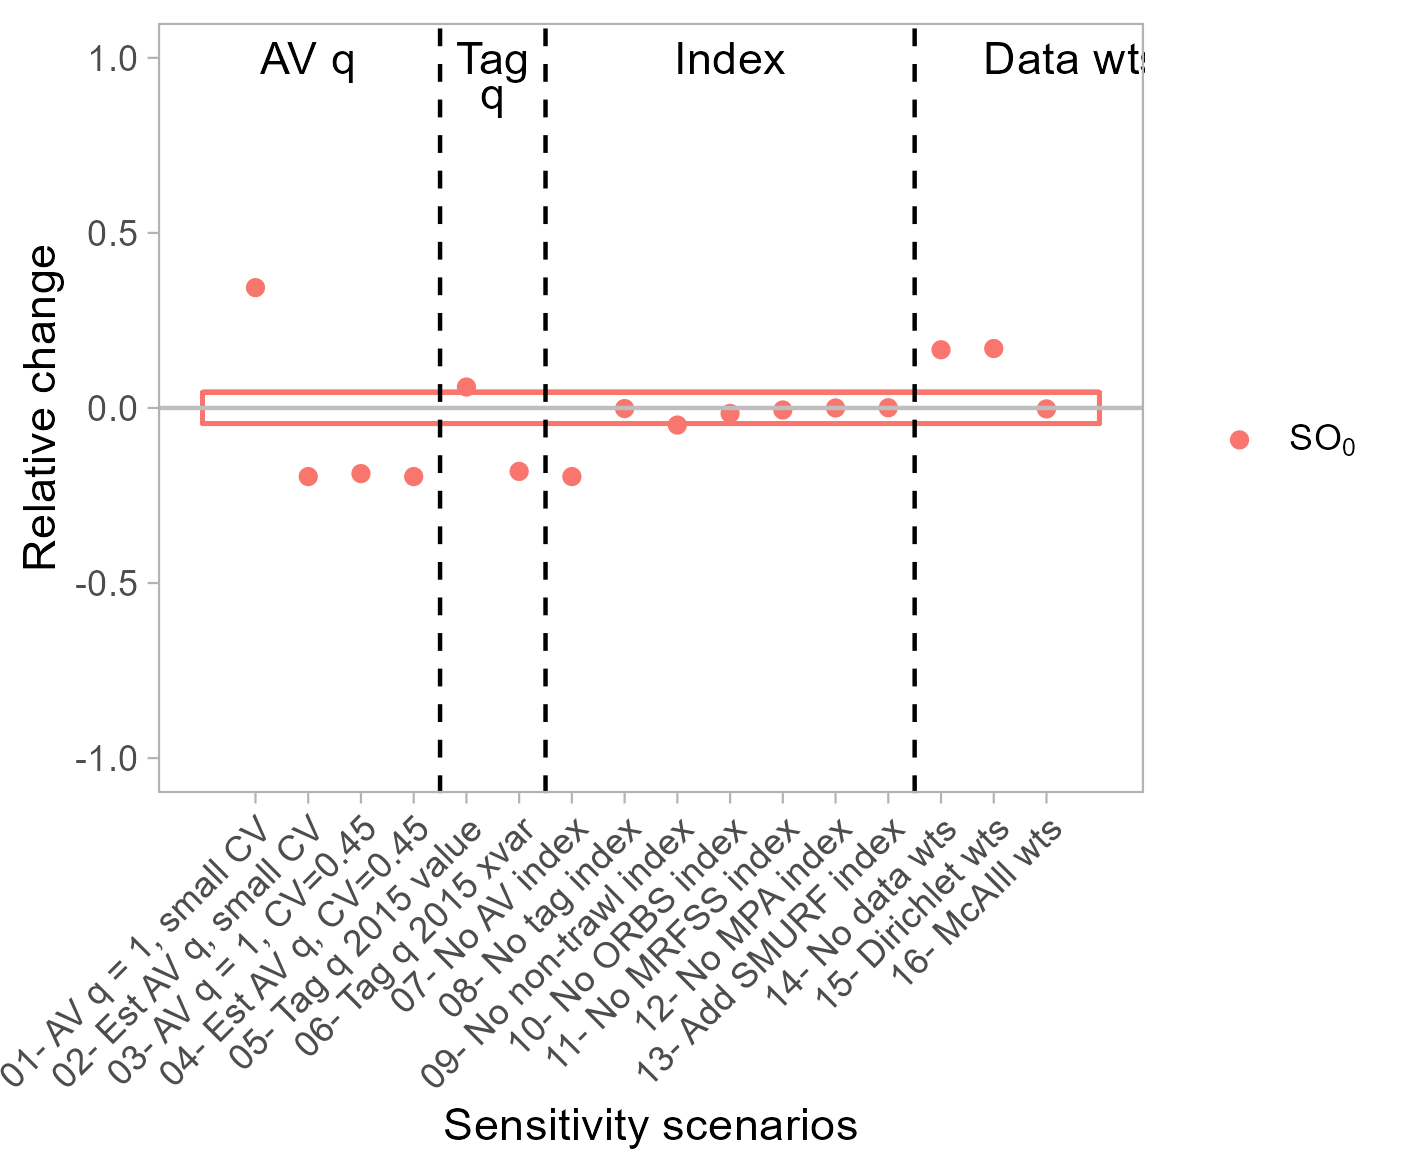 AV q
Tag
q
Index
Data wts
1.0
0.5
0.0
-0.5
-1.0
Relative change
SO₀
01- AV q = 1, small CV
02- Est AV q, small CV
03- AV q = 1, CV=0.45
04- Est AV q, CV=0.45
05- Tag q 2015 value
06- Tag q 2015 xvar
07- No AV index
08- No tag index
09- No non-trawl index
10- No ORBS index
11- No MRFSS index
12- No MPA index
13- Add SMURF index
14- No data wts
15- Dirichlet wts
16- McAlll wts
Sensitivity scenarios